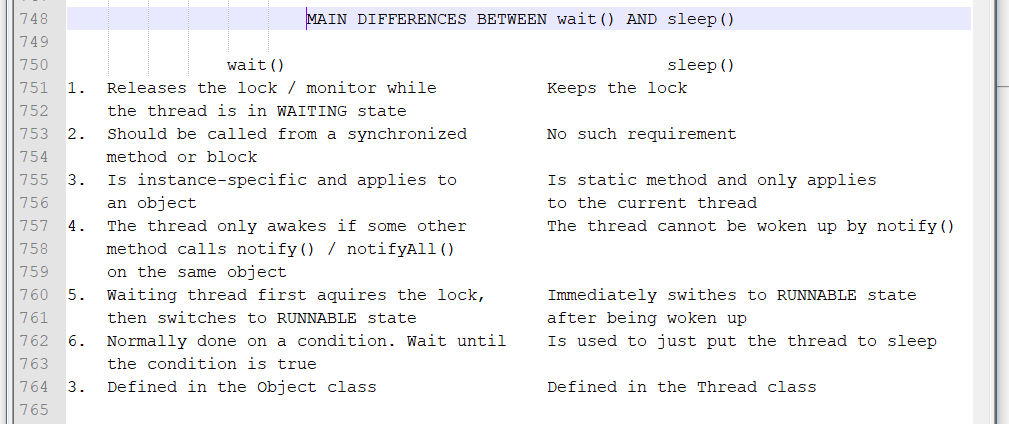 748 MAIN DIFFERENCES BETWEEN wait() AND sleep()
749
750 wait() sleep()
751 1. Releases the lock / monitor while Keeps the lock
752 the thread is in WAITING state
753 2. Should be called from a synchronized No such requirement
754 method or block
755 3. Is instance-specific and applies to Is static method and only applies
756 an object to the current thread
757 4. The thread only awakes if some other The thread cannot be woken up by notify()
758 method calls notify() / notifyAll()
759 on the same object
760 5. Waiting thread first aquires the lock, Immediately swithes to RUNNABLE state
761 then switches to RUNNABLE state after being woken up
762 6. Normally done on a condition. Wait until Is used to just put the thread to sleep
763 the condition is true
764 3. Defined in the Object class Defined in the Thread class
765